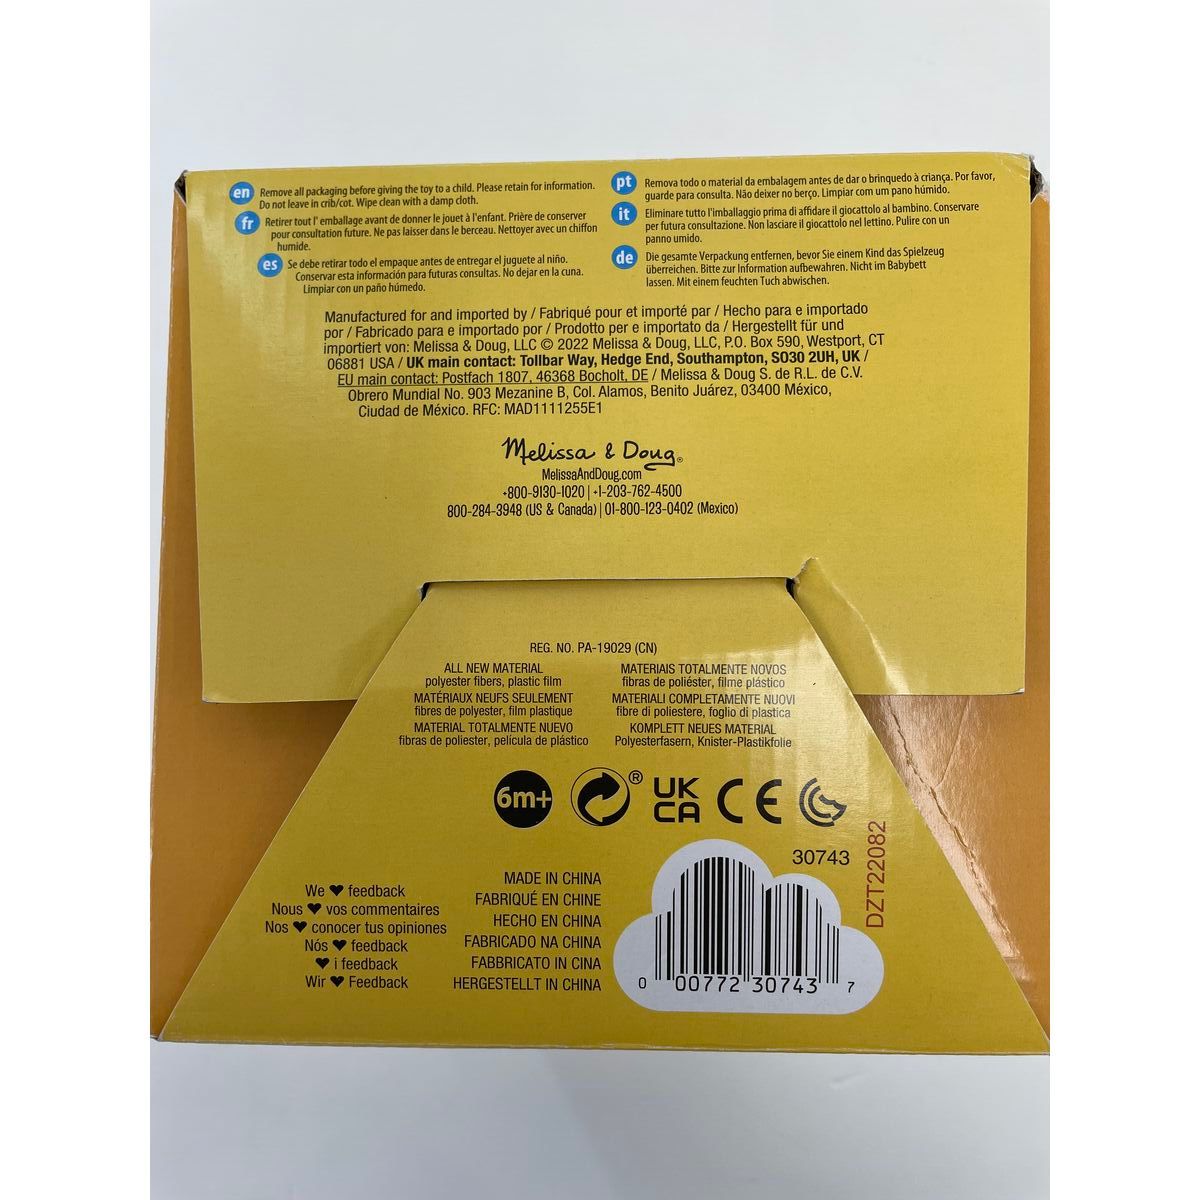 en Remove all packaging before giving the toy to a child. Please retain for information.
Do not leave in crib/cot. Wipe clean with a damp cloth.
fr Retirer tout l' emballage avant de donner le jouet à l'enfant. Prière de conserver
pour consultation future. Ne pas laisser dans le berceau. Nettoyer avec un chiffon
humide.
es Se debe retirar todo el empaque antes de entregar el juguete al niño.
Conservar esta información para futuras consultas. No dejar en la cuna.
Limpiar con un paño húmedo.
pt Remova todo o material da embalagem antes de dar o brinquedo à criança. Por favor,
guarde para consulta. Não deixer no berço. Limpiar com um pano húmido.
it Eliminare tutto l'imballaggio prima di affidare il giocattolo al bambino. Conservare
per futura consultazione. Non lasciare il giocattolo nel lettino. Pulire con un
panno umido.
de Die gesamte Verpackung entfernen, bevor Sie einem Kind das Spielzeug
überreichen. Bitte zur Information aufbewahren. Nicht im Babybett
lassen. Mit einem feuchten Tuch abwischen.
Manufactured for and imported by / Fabriqué pour et importé par / Hecho para e importado
por / Fabricado para e importado por / Prodotto per e importato da / Hergestellt für und
importiert von: Melissa & Doug, LLC © 2022 Melissa & Doug, LLC, P.O. Box 590, Westport, CT
06881 USA / UK main contact: Tollbar Way, Hedge End, Southampton, SO30 2UH, UK /
EU main contact: Postfach 1807, 46368 Bocholt, DE / Melissa & Doug S. de R.L. de C.V.
Obrero Mundial No. 903 Mezanine B, Col. Alamos, Benito Juárez, 03400 México,
Ciudad de México. RFC: MAD1111255E1
Melissa & Doug®
MelissaAndDoug.com
+800-9130-1020 | +1-203-762-4500
800-284-3948 (US & Canada) | 01-800-123-0402 (Mexico)
REG. NO. PA-19029 (CN)
ALL NEW MATERIAL
polyester fibers, plastic film
MATÉRIAUX NEUFS SEULEMENT
fibres de polyester, film plastique
MATERIAL TOTALMENTE NUEVO
fibras de poliester, película de plástico
MATERIAIS TOTALMENTE NOVOS
fibras de poliéster, filme plástico
MATERIALI COMPLETAMENTE NUOVI
fibre di poliestere, foglio di plastica
KOMPLETT NEUES MATERIAL
Polyesterfasern, Knister-Plastikfolie
6m+ ® UK CA CE
30743
DZT22082
We ♥ feedback
Nous ♥ vos commentaires
Nos ♥ conocer tus opiniones
Nós ♥ feedback
♥ i feedback
Wir ♥ Feedback
MADE IN CHINA
FABRIQUÉ EN CHINE
HECHO EN CHINA
FABRICADO NA CHINA
FABBRICATO IN CINA
HERGESTELLT IN CHINA
0 00772 30743 7